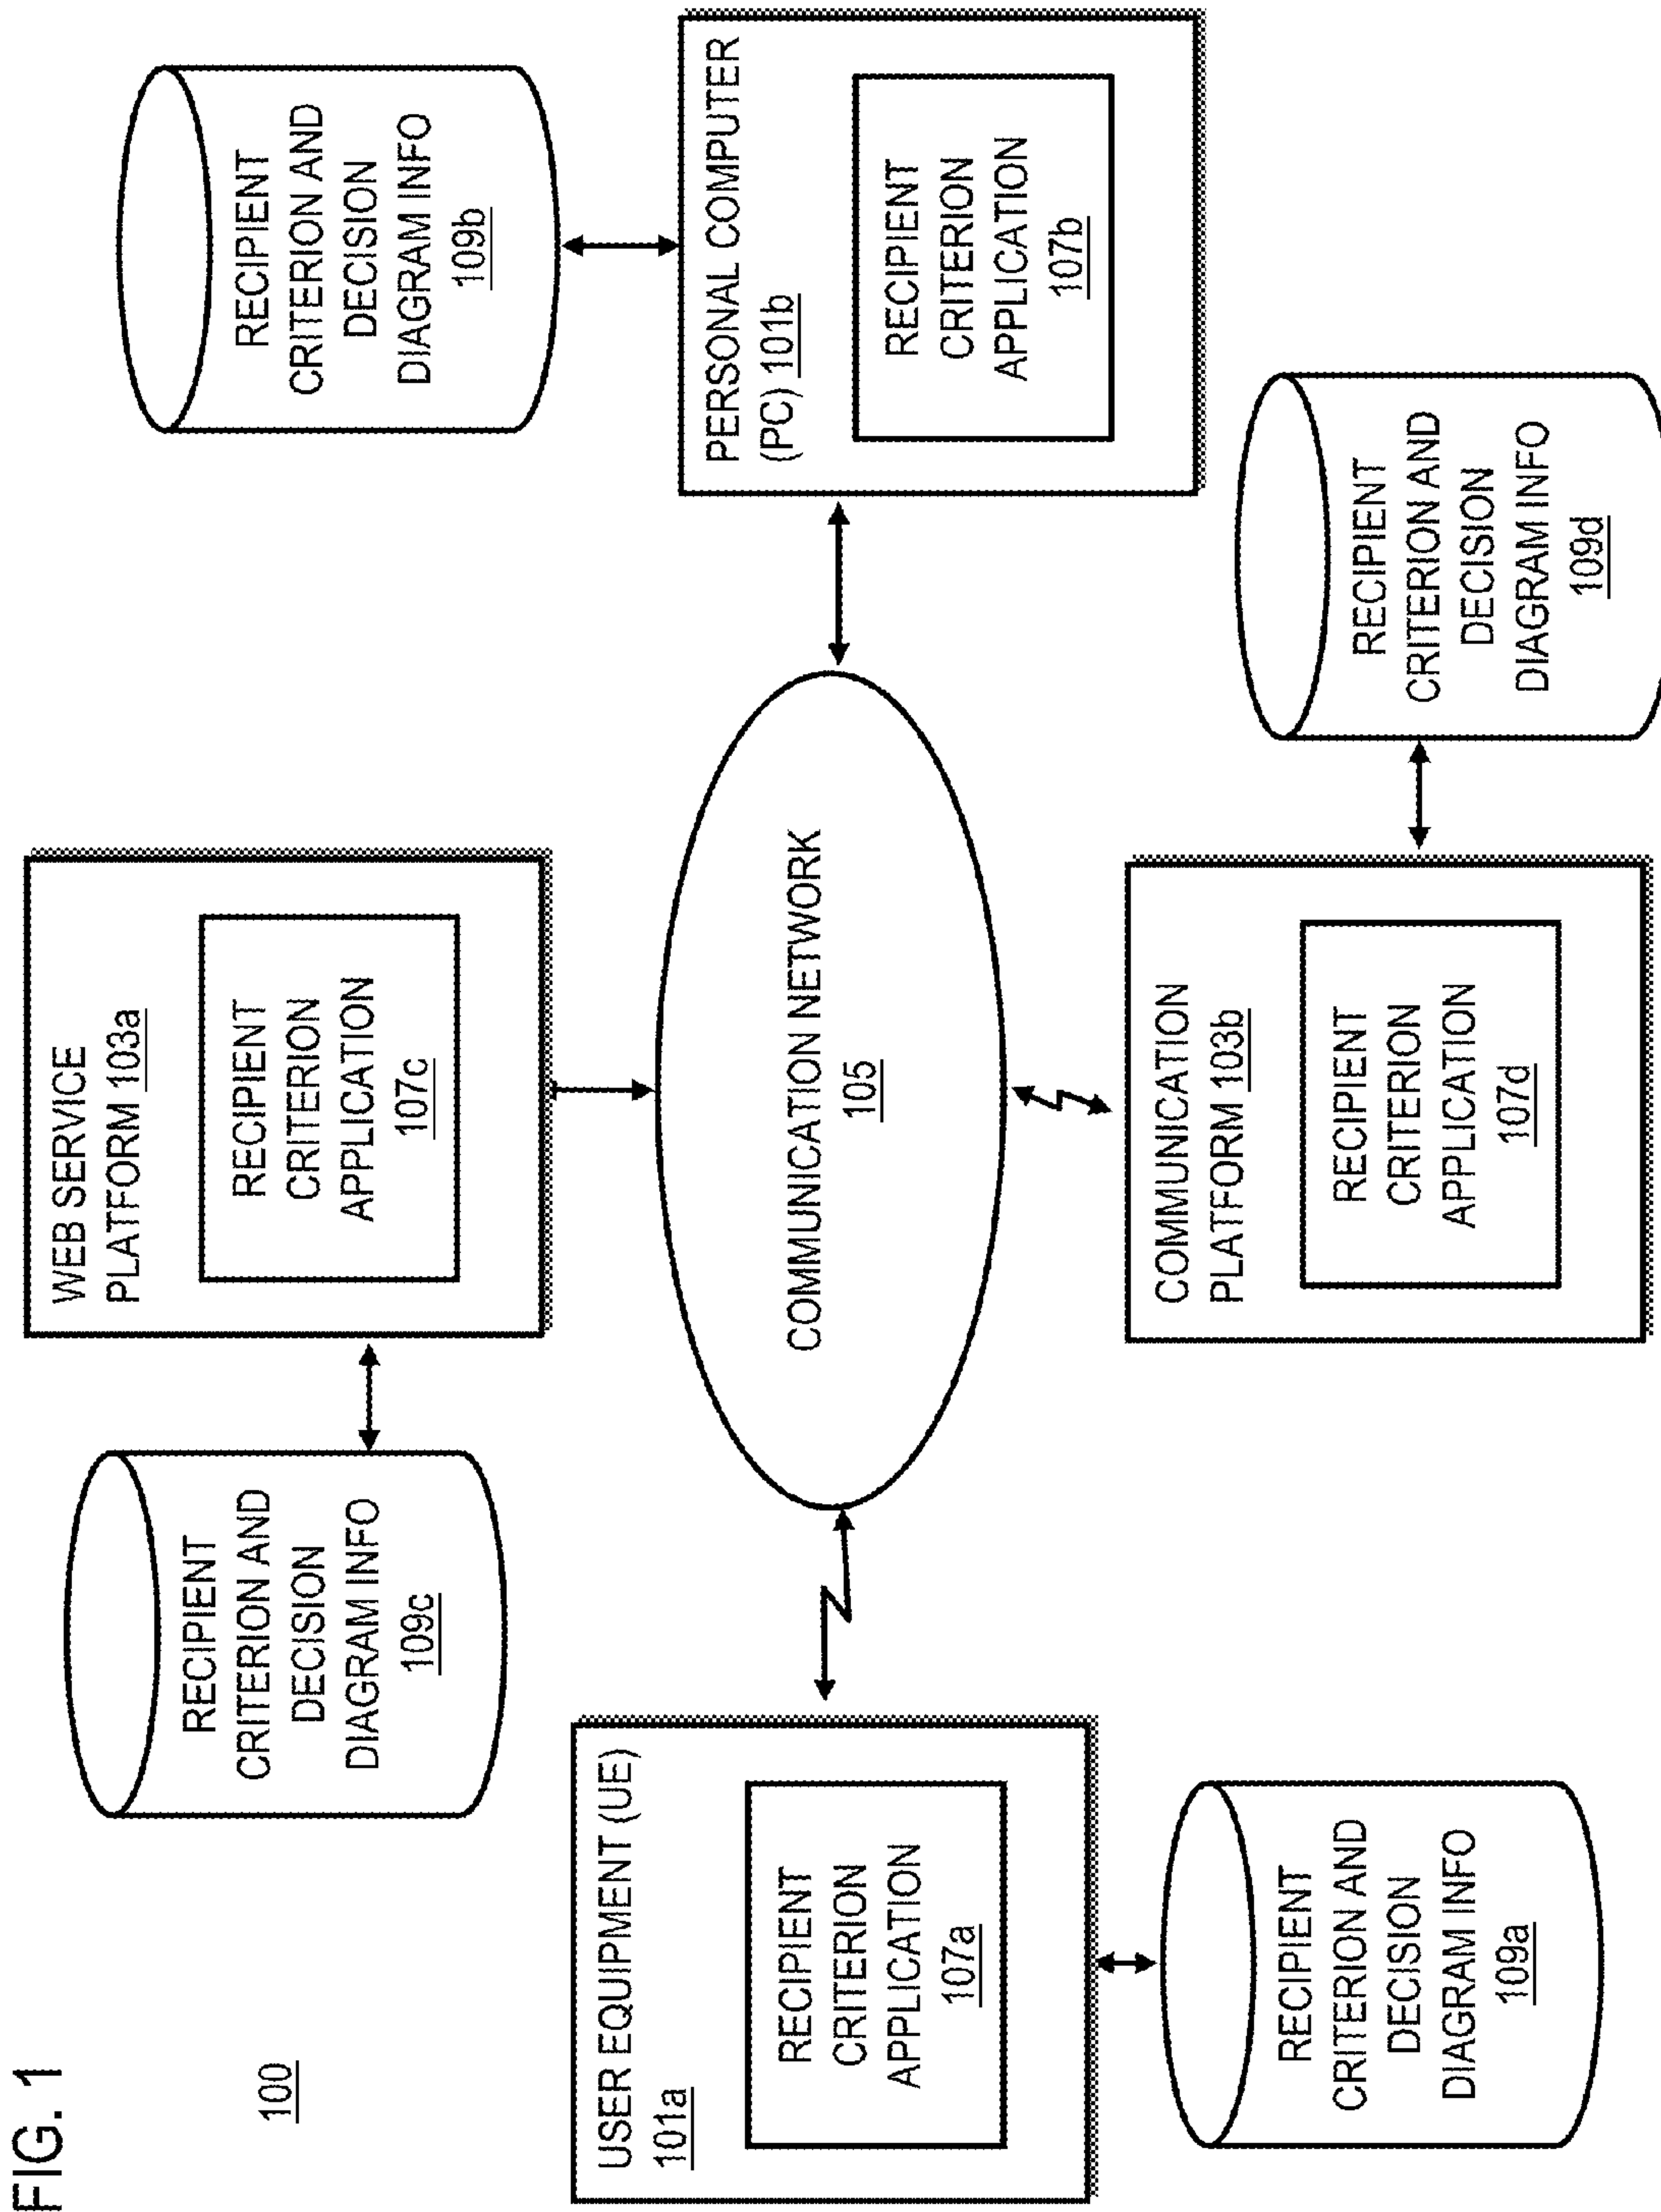 FIG. 1
100
WEB SERVICE
PLATFORM 103a
RECIPIENT
CRITERION
APPLICATION
107c
RECIPIENT
CRITERION AND
DECISION
DIAGRAM INFO
109c
RECIPIENT
CRITERION AND
DECISION
DIAGRAM INFO
109b
USER EQUIPMENT (UE)
101a
RECIPIENT
CRITERION
APPLICATION
107a
COMMUNICATION NETWORK
105
PERSONAL COMPUTER
(PC) 101b
RECIPIENT
CRITERION
APPLICATION
107b
RECIPIENT
CRITERION AND
DECISION
DIAGRAM INFO
109a
COMMUNICATION
PLATFORM 103b
RECIPIENT
CRITERION
APPLICATION
107d
RECIPIENT
CRITERION AND
DECISION
DIAGRAM INFO
109d